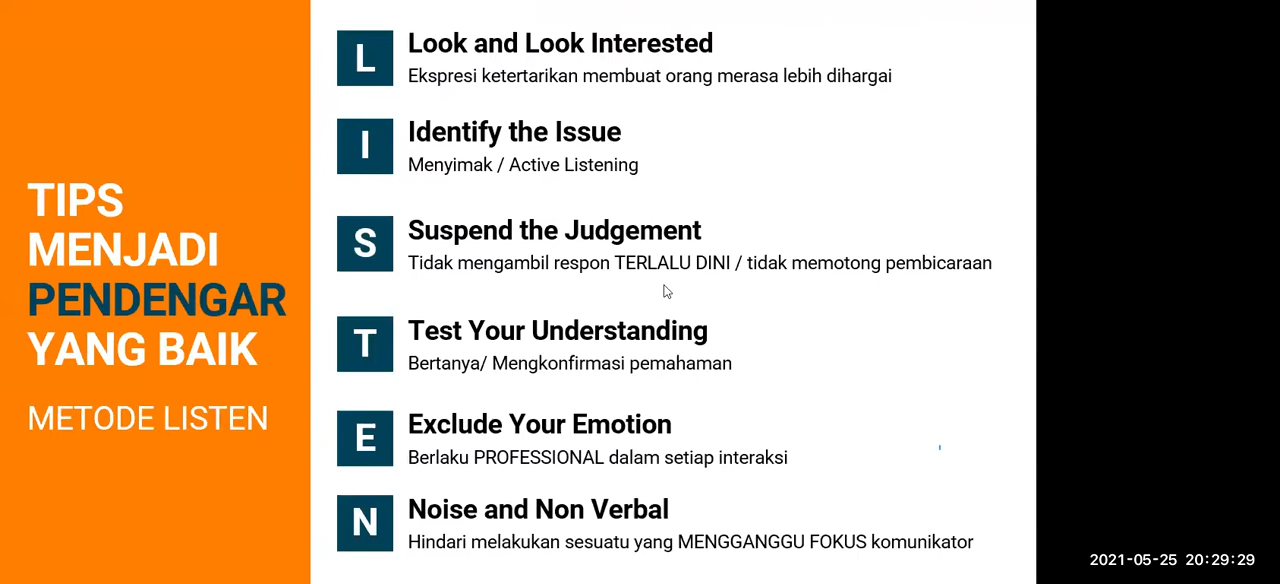 TIPS
MENJADI
PENDENGAR
YANG BAIK
METODE LISTEN
L
Look and Look Interested
Ekspresi ketertarikan membuat orang merasa lebih dihargai
I
Identify the Issue
Menyimak / Active Listening
S
Suspend the Judgement
Tidak mengambil respon TERLALU DINI / tidak memotong pembicaraan
T
Test Your Understanding
Bertanya/ Mengkonfirmasi pemahaman
E
Exclude Your Emotion
Berlaku PROFESSIONAL dalam setiap interaksi
N
Noise and Non Verbal
Hindari melakukan sesuatu yang MENGGANGGU FOKUS komunikator
2021-05-25 20:29:29